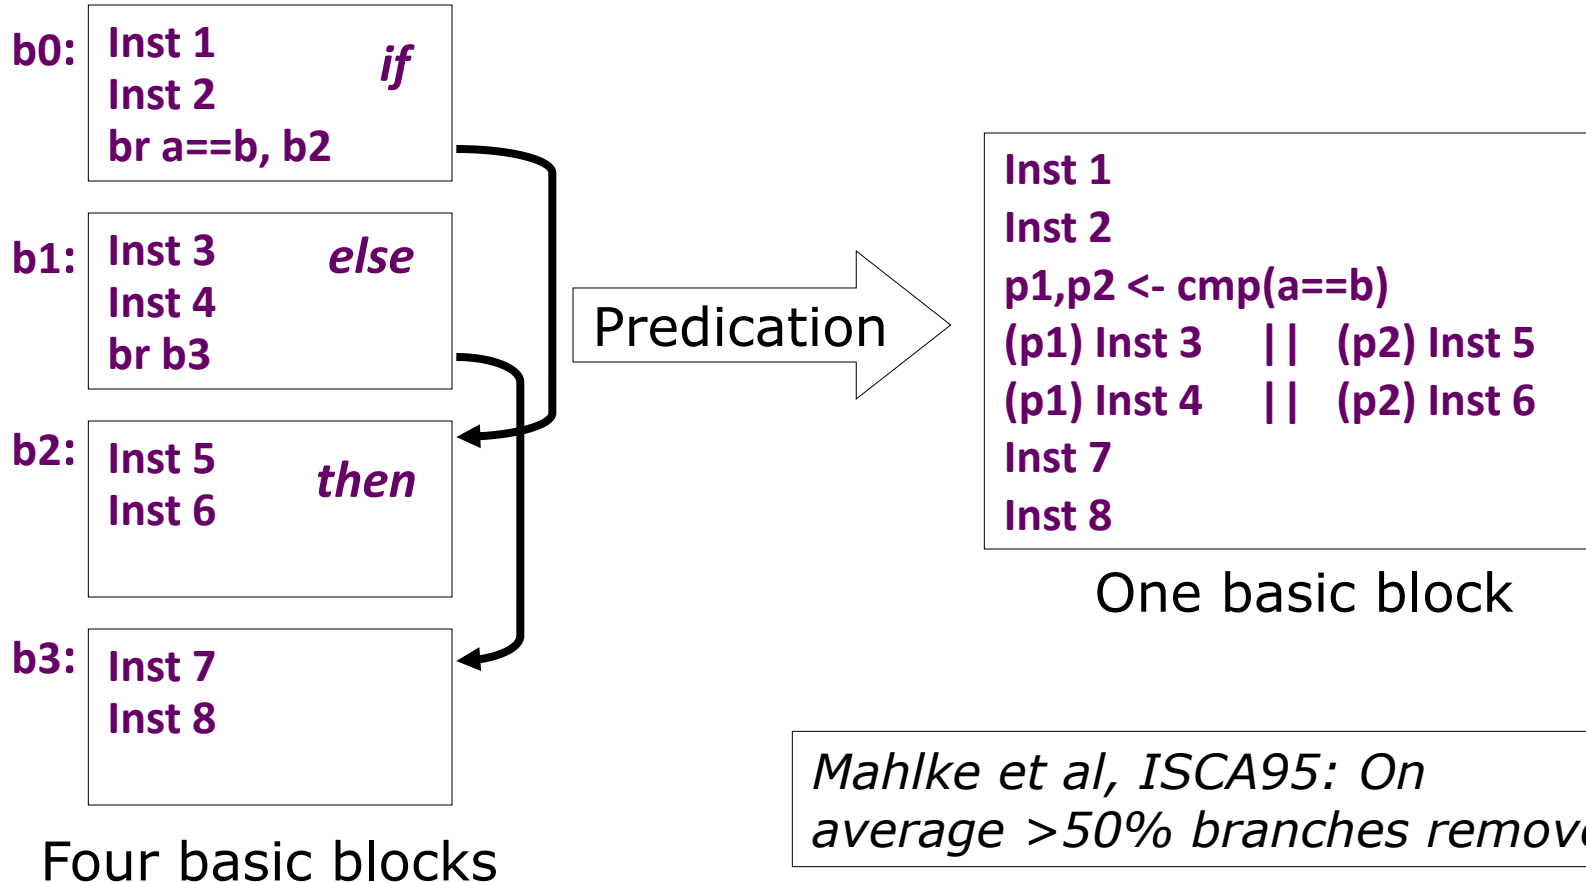 b0:
Inst 1
if
Inst 2
br a==b, b2
b1:
Inst 3
else
Inst 4
br b3
b2:
Inst 5
then
Inst 6
b3:
Inst 7
Inst 8
Four basic blocks
Predication
Inst 1
Inst 2
p1,p2 <- cmp(a==b)
(p1) Inst 3 || (p2) Inst 5
(p1) Inst 4 || (p2) Inst 6
Inst 7
Inst 8
One basic block
Mahlke et al, ISCA95: On
average >50% branches